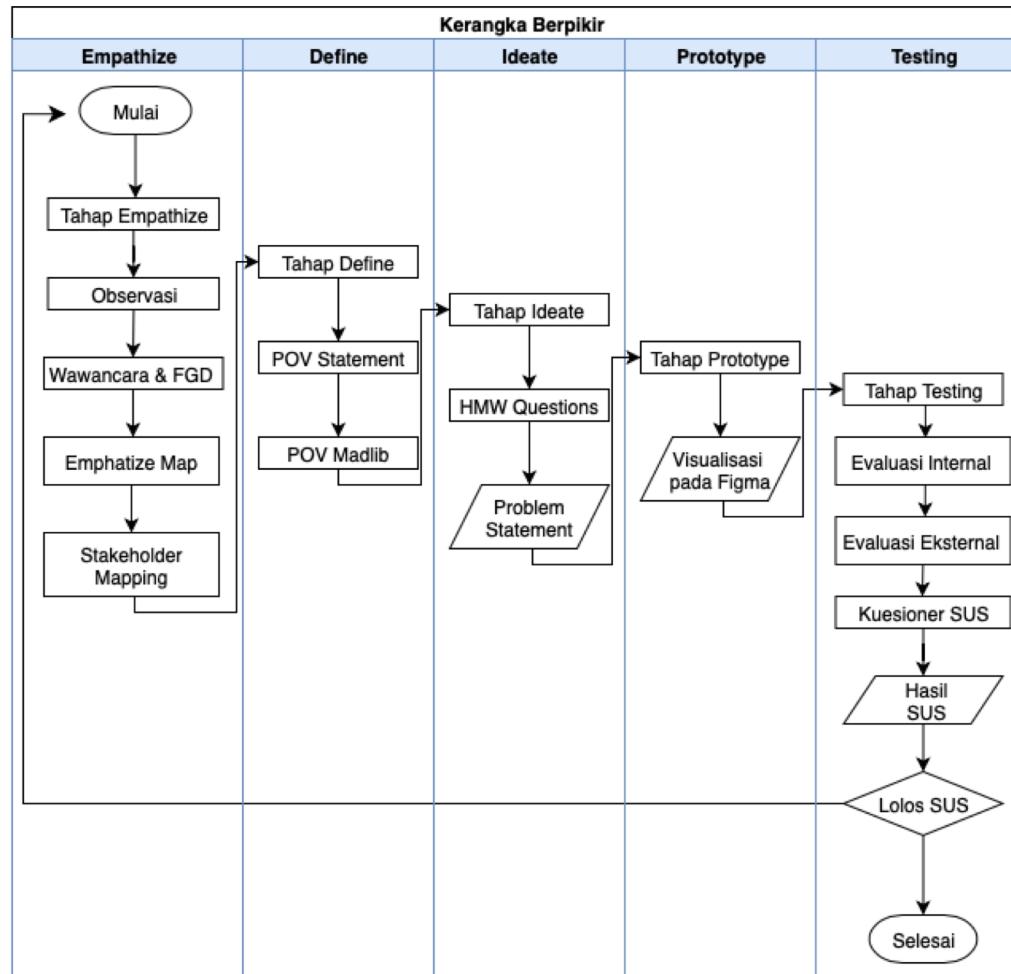 Kerangka Berpikir
Empathize
Define
Ideate
Prototype
Testing
Mulai
Tahap Empathize
Observasi
Wawancara & FGD
Emphatize Map
Stakeholder
Mapping
Tahap Define
POV Statement
POV Madlib
Tahap Ideate
HMW Questions
Problem
Statement
Tahap Prototype
Visualisasi
pada Figma
Tahap Testing
Evaluasi Internal
Evaluasi Eksternal
Kuesioner SUS
Hasil
SUS
Lolos SUS
Selesai